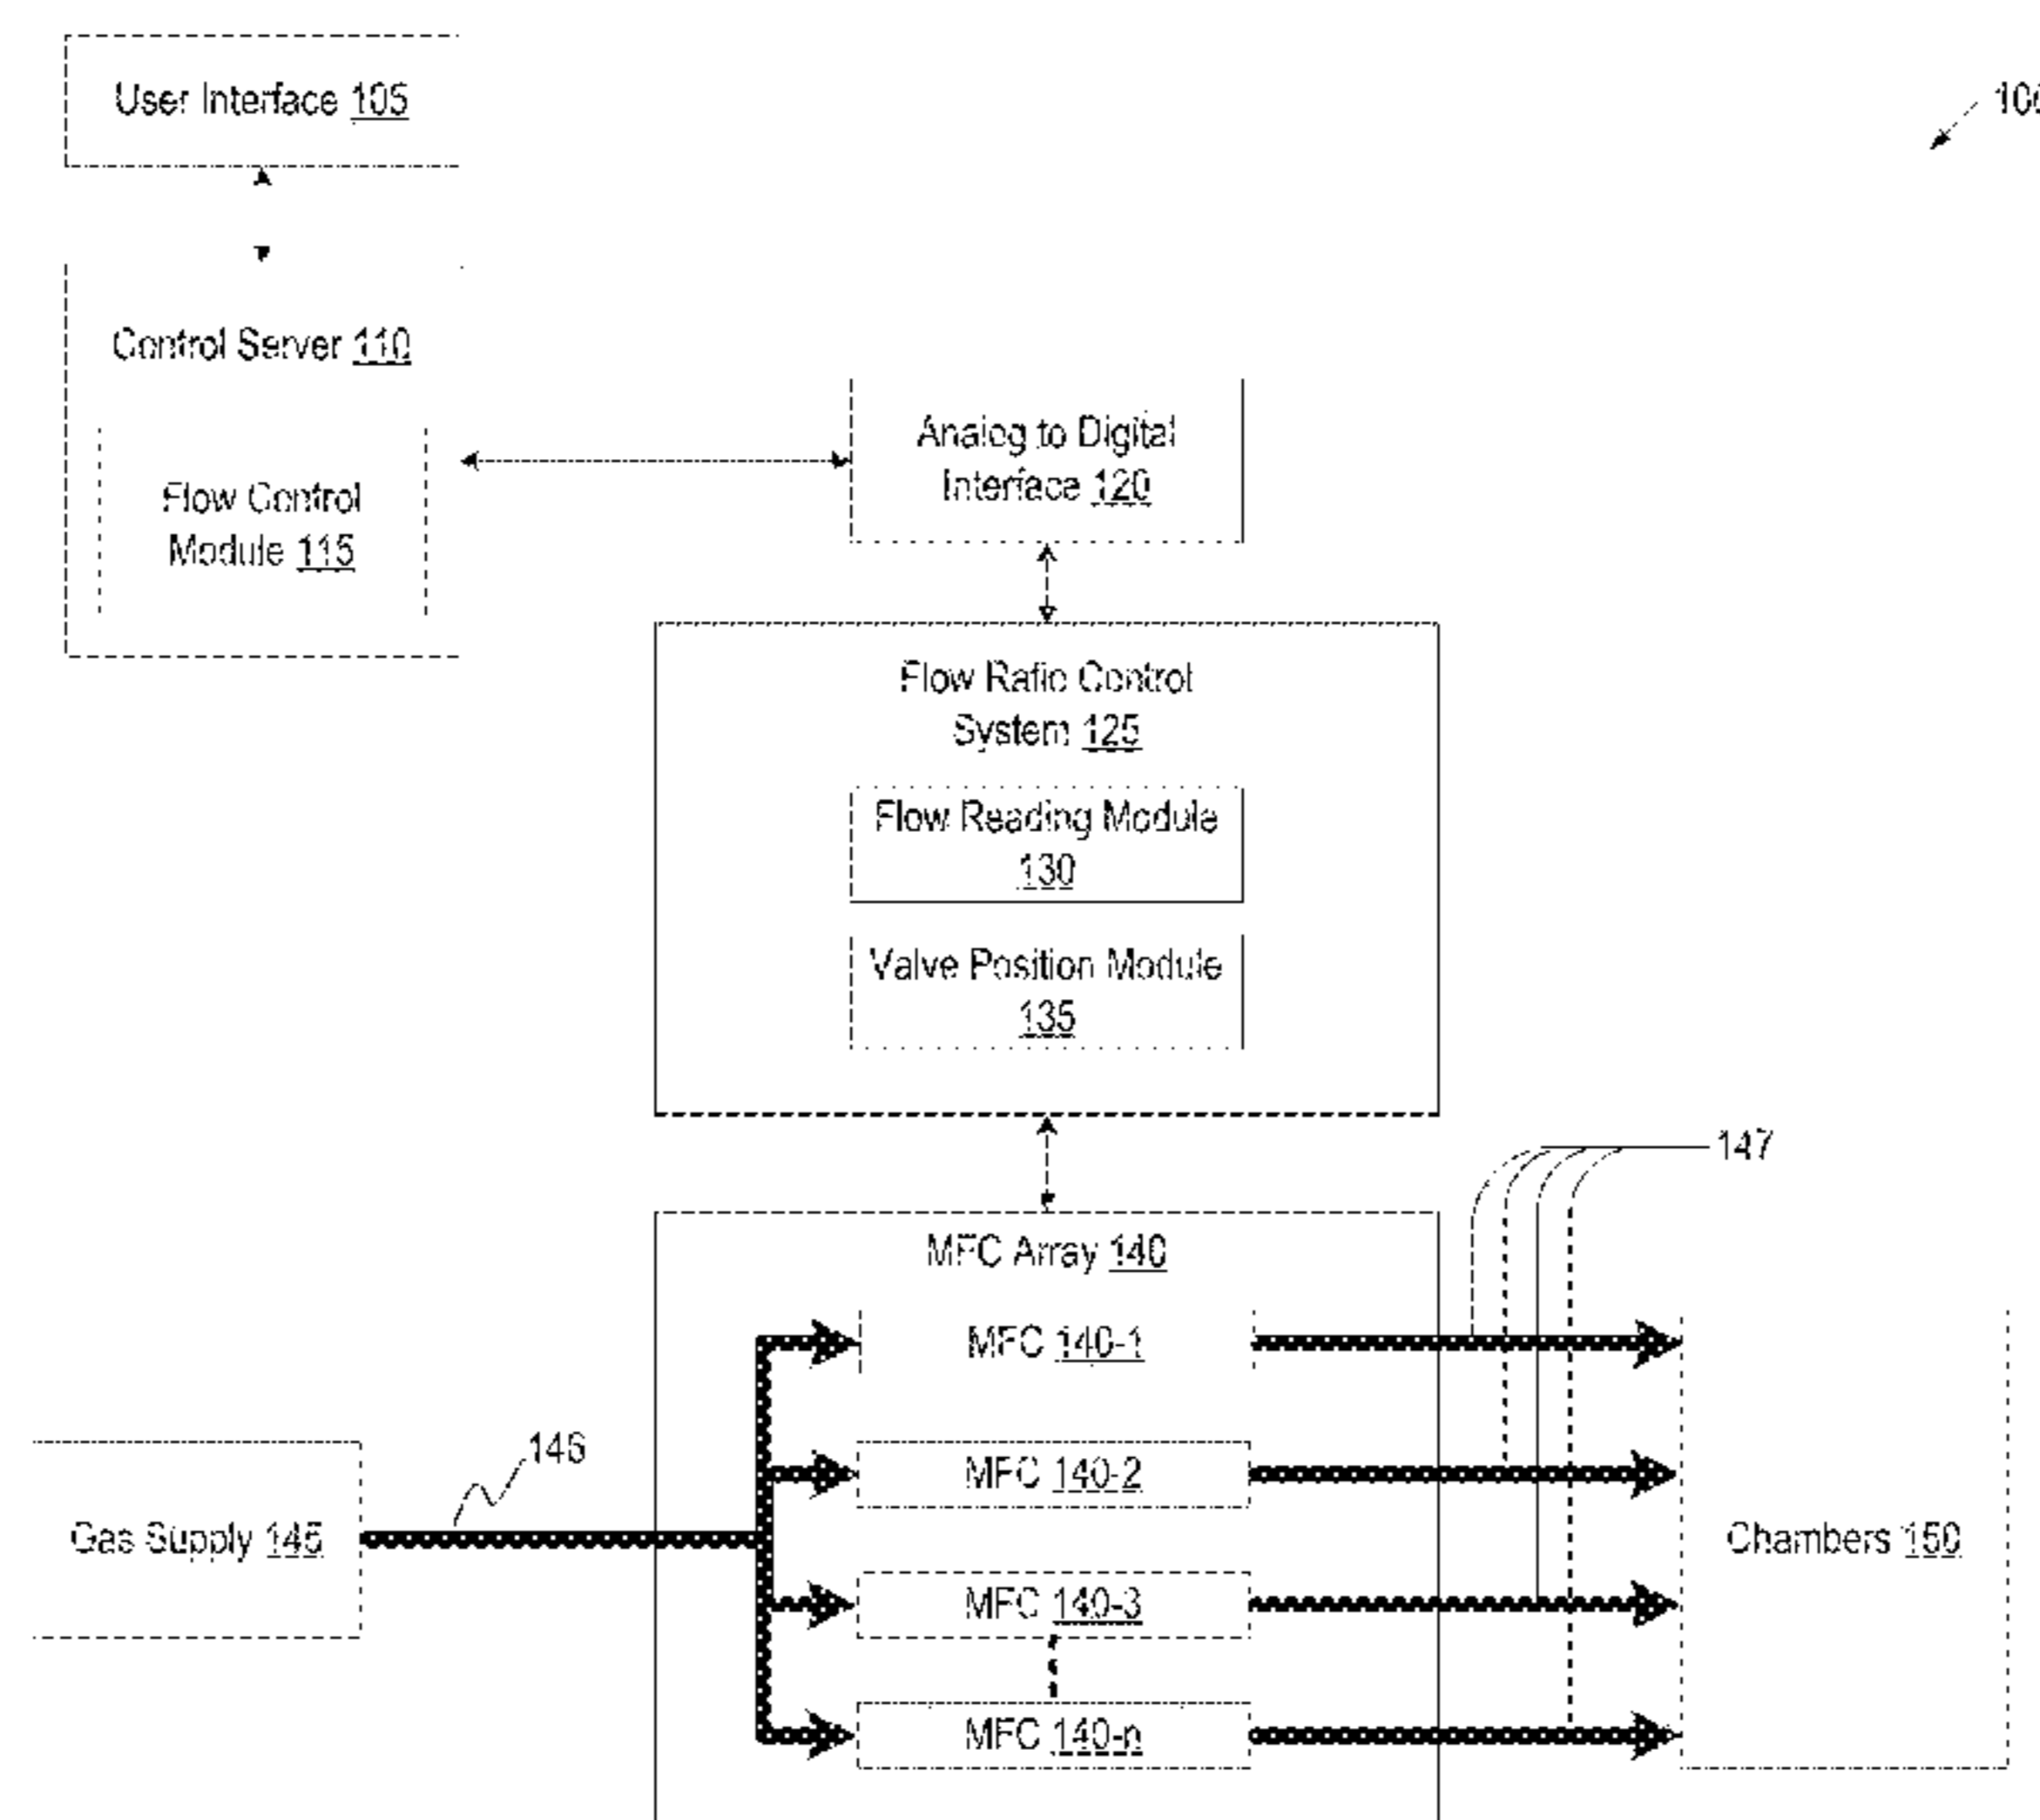 User Interface 105
100
Control Server 110
Flow Control
Module 115
Analog to Digital
Interface 120
Flow Ratio Control
System 125
Flow Reading Module
130
Valve Position Module
135
147
MFC Array 140
MFC 140-1
MFC 140-2
MFC 140-3
MFC 140-n
146
Gas Supply 145
Chambers 150